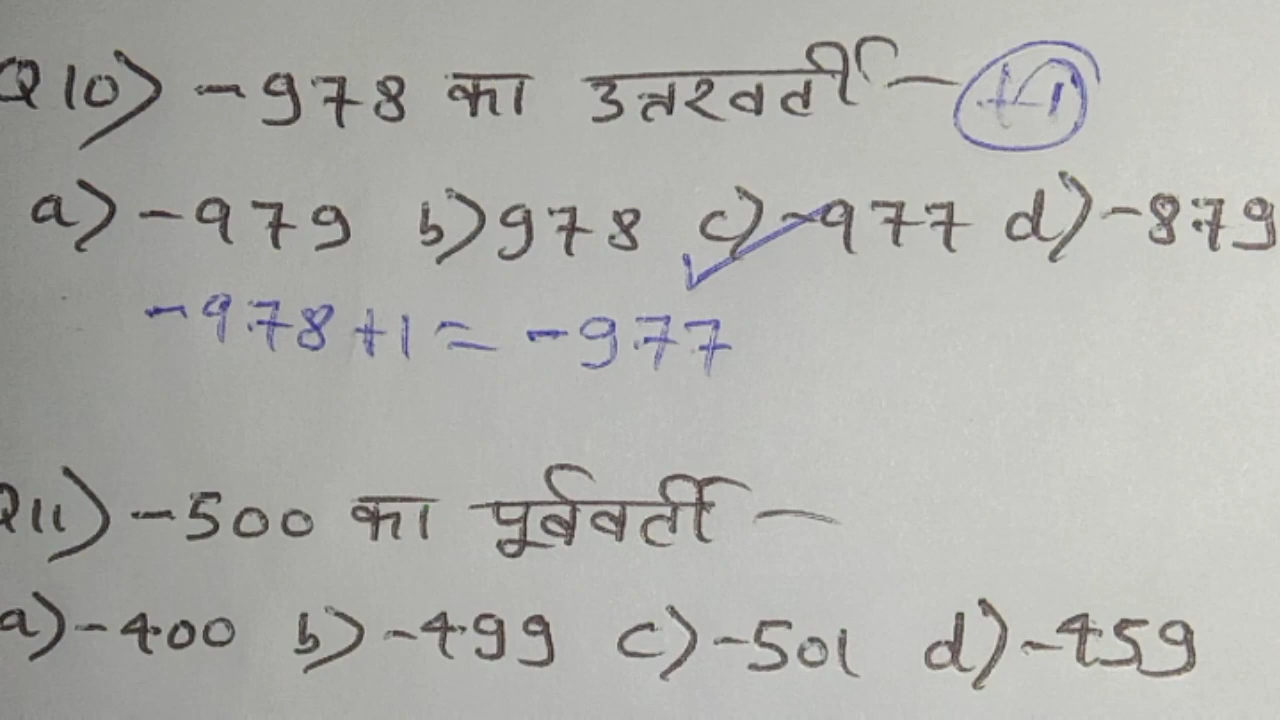 Q10) -978 का उत्तरवर्ती - +1
a) -979 b) 978 c) -977 d) -879
-978+1 = -977
Q11) -500 का पूर्ववर्ती -
a) -400 b) -499 c) -501 d) -459